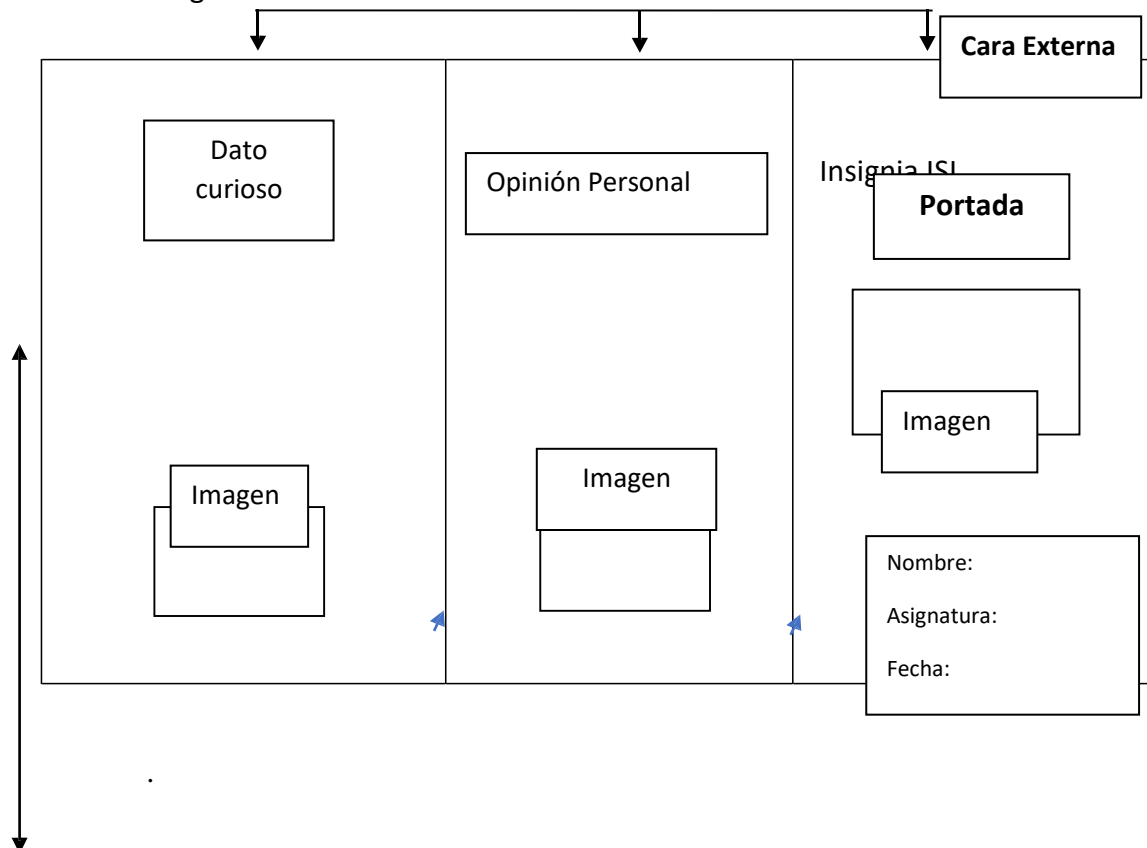 Cara Externa
Dato
curioso
Imagen
Opinión Personal
Imagen
Insignia ISL
Portada
Imagen
Nombre:
Asignatura:
Fecha:
.